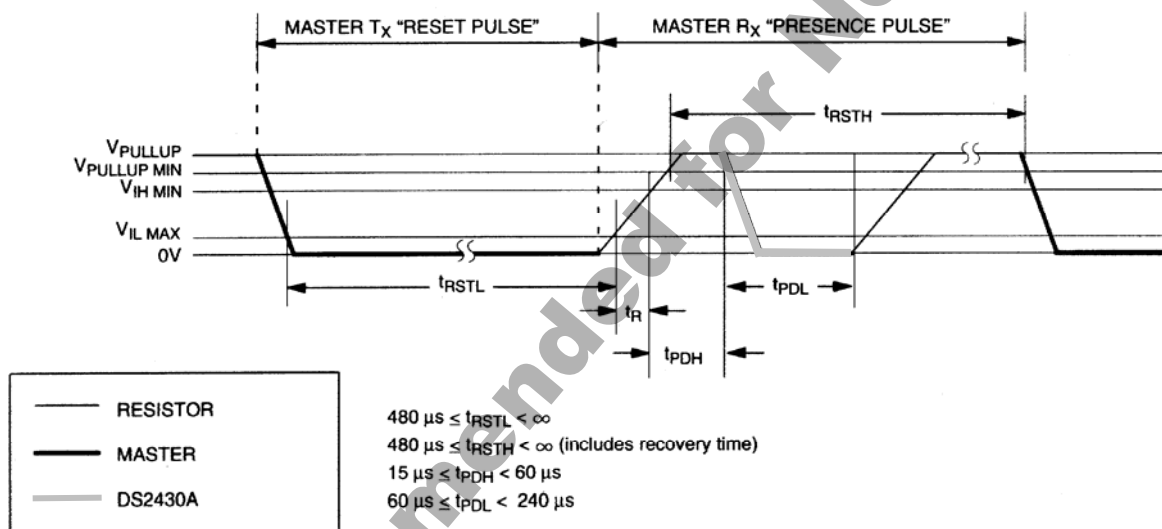 MASTER TX “RESET PULSE”
MASTER RX “PRESENCE PULSE”
tRSTH
VPULLUP
VPULLUP MIN
VIH MIN
VIL MAX
0V
tRSTL
tPDL
tR
tPDH
RESISTOR
MASTER
DS2430A
480 µs ≤ tRSTL < ∞
480 µs ≤ tRSTH < ∞ (includes recovery time)
15 µs ≤ tPDH < 60 µs
60 µs ≤ tPDL < 240 µs
mended for N